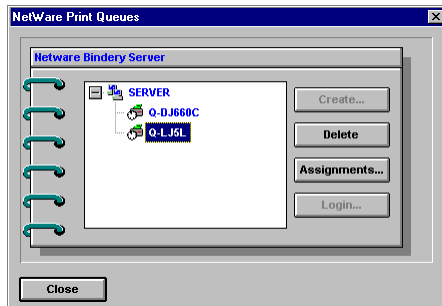 NetWare Print Queues
Netware Bindery Server
SERVER
Q-DJ660C
Q-LJ5L
Create...
Delete
Assignments...
Login...
Close